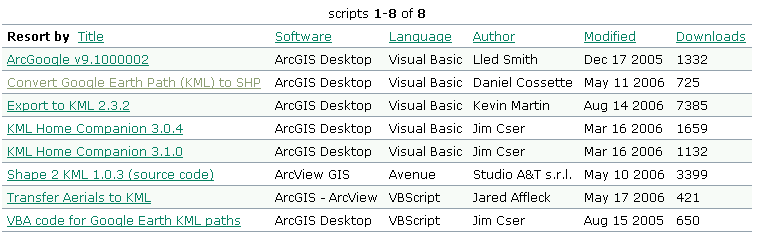 scripts 1-8 of 8
Resort by Title Software Language Author Modified Downloads
ArcGoogle v9.1000002 ArcGIS Desktop Visual Basic Lled Smith Dec 17 2005 1332
Convert Google Earth Path (KML) to SHP ArcGIS Desktop Visual Basic Daniel Cossette May 11 2006 725
Export to KML 2.3.2 ArcGIS Desktop Visual Basic Kevin Martin Aug 14 2006 7385
KML Home Companion 3.0.4 ArcGIS Desktop Visual Basic Jim Cser Mar 16 2006 1659
KML Home Companion 3.1.0 ArcGIS Desktop Visual Basic Jim Cser Mar 16 2006 1132
Shape 2 KML 1.0.3 (source code) ArcView GIS Avenue Studio A&T s.r.l. May 10 2006 3399
Transfer Aerials to KML ArcGIS - ArcView VBScript Jared Affleck May 17 2006 421
VBA code for Google Earth KML paths ArcGIS Desktop VBScript Jim Cser Aug 15 2005 650